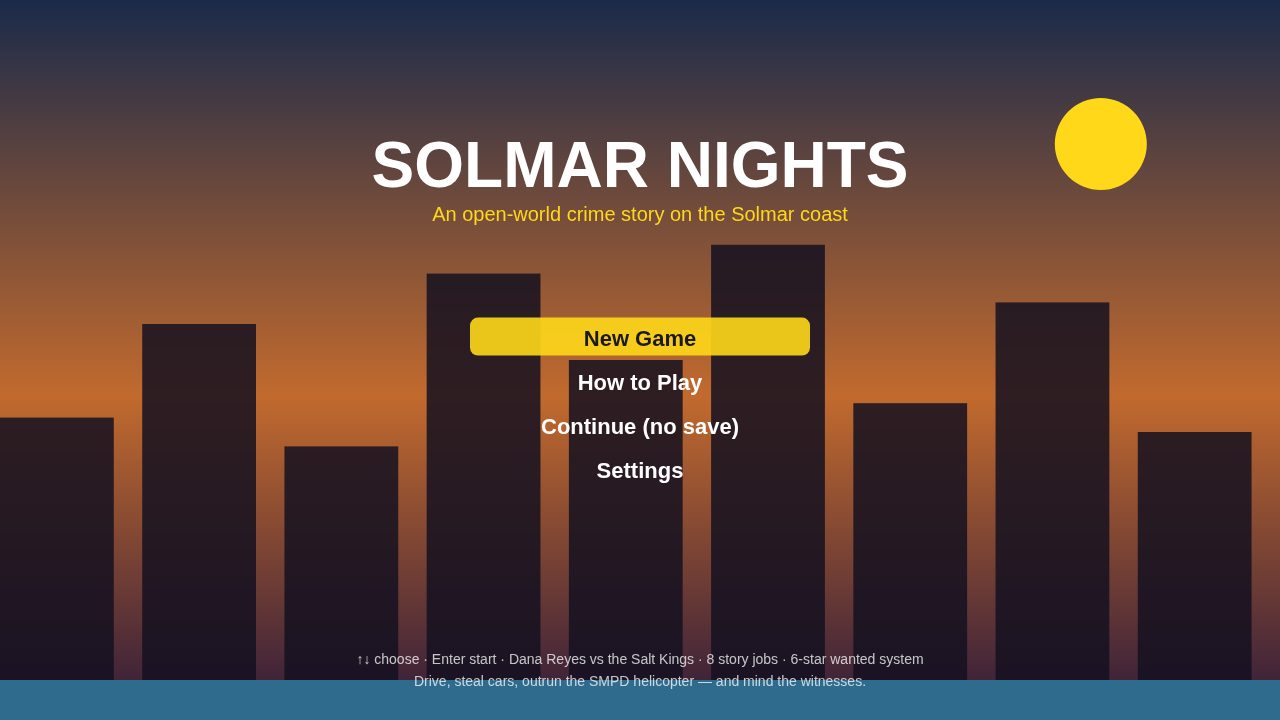 SOLMAR NIGHTS
An open-world crime story on the Solmar coast
New Game
How to Play
Continue (no save)
Settings
↑↓ choose · Enter start · Dana Reyes vs the Salt Kings · 8 story jobs · 6-star wanted system
Drive, steal cars, outrun the SMPD helicopter — and mind the witnesses.